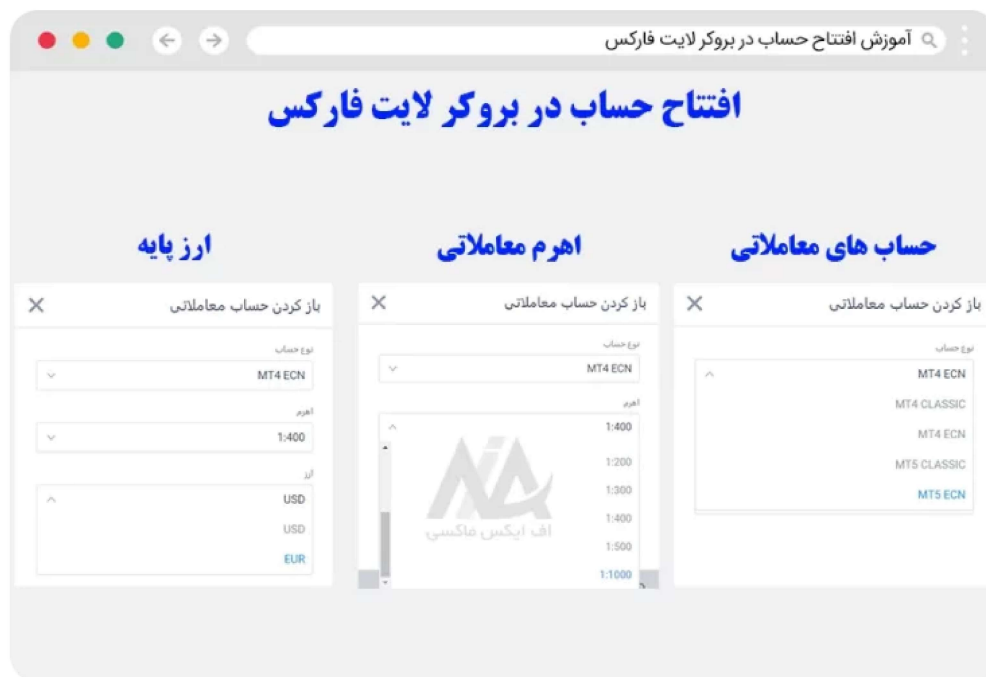 آموزش افتتاح حساب در بروکر لایت فارکس
افتتاح حساب در بروکر لایت فارکس
حساب های معاملاتی
باز کردن حساب معاملاتی
نوع حساب
MT4 ECN
MT4 CLASSIC
MT4 ECN
MT5 CLASSIC
MT5 ECN
اهرم معاملاتی
باز کردن حساب معاملاتی
نوع حساب
MT4 ECN
اهرم
1:400
1:200
1:300
1:400
1:500
1:1000
اف ایکس ماکسی
ارز پایه
باز کردن حساب معاملاتی
نوع حساب
MT4 ECN
اهرم
1:400
ارز
USD
USD
EUR